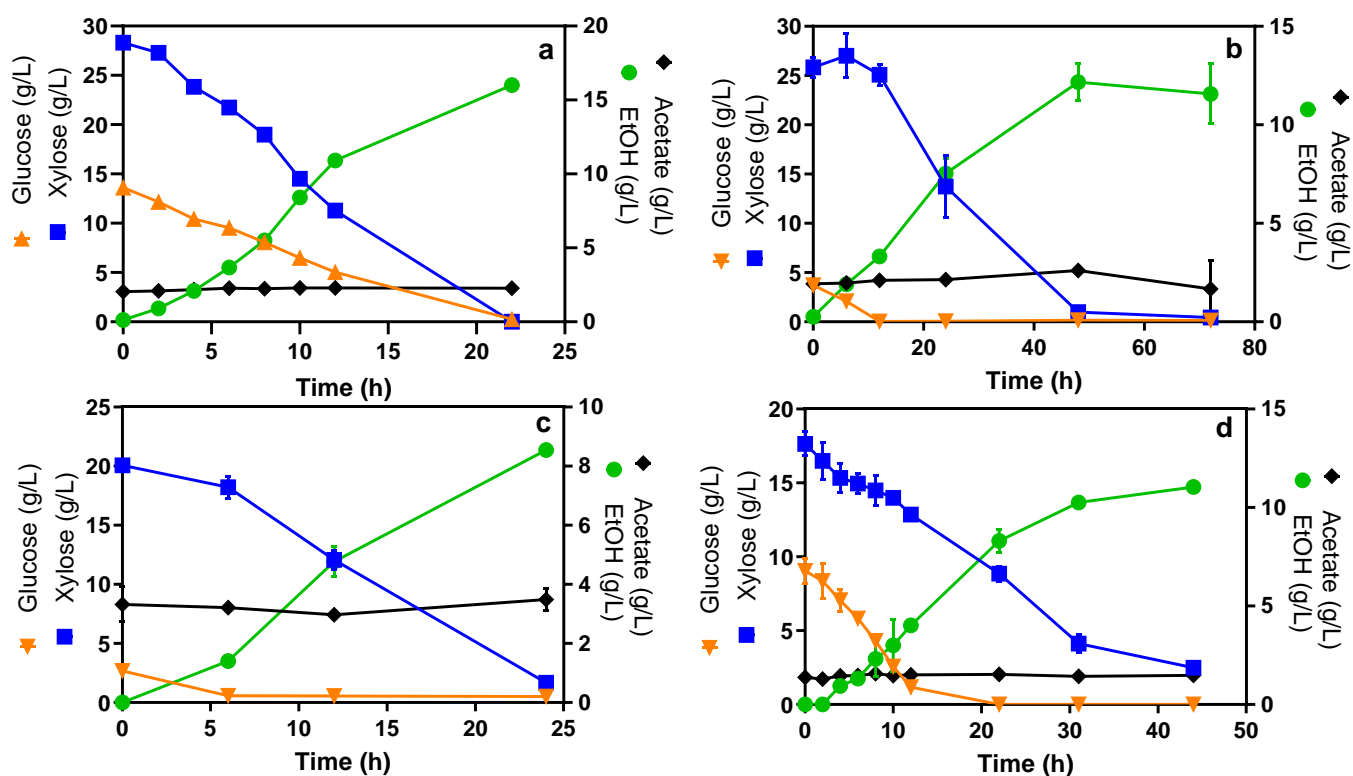 a
30
25
20
15
10
5
0
20
15
10
5
0
0 5 10 15 20 25
Time (h)
Glucose (g/L)
Xylose (g/L)
Acetate (g/L)
EtOH (g/L)
b
30
25
20
15
10
5
0
15
10
5
0
0 20 40 60 80
Time (h)
Glucose (g/L)
Xylose (g/L)
Acetate (g/L)
EtOH (g/L)
c
25
20
15
10
5
0
10
8
6
4
2
0
0 5 10 15 20 25
Time (h)
Glucose (g/L)
Xylose (g/L)
Acetate (g/L)
EtOH (g/L)
d
20
15
10
5
0
15
10
5
0
0 10 20 30 40 50
Time (h)
Glucose (g/L)
Xylose (g/L)
Acetate (g/L)
EtOH (g/L)